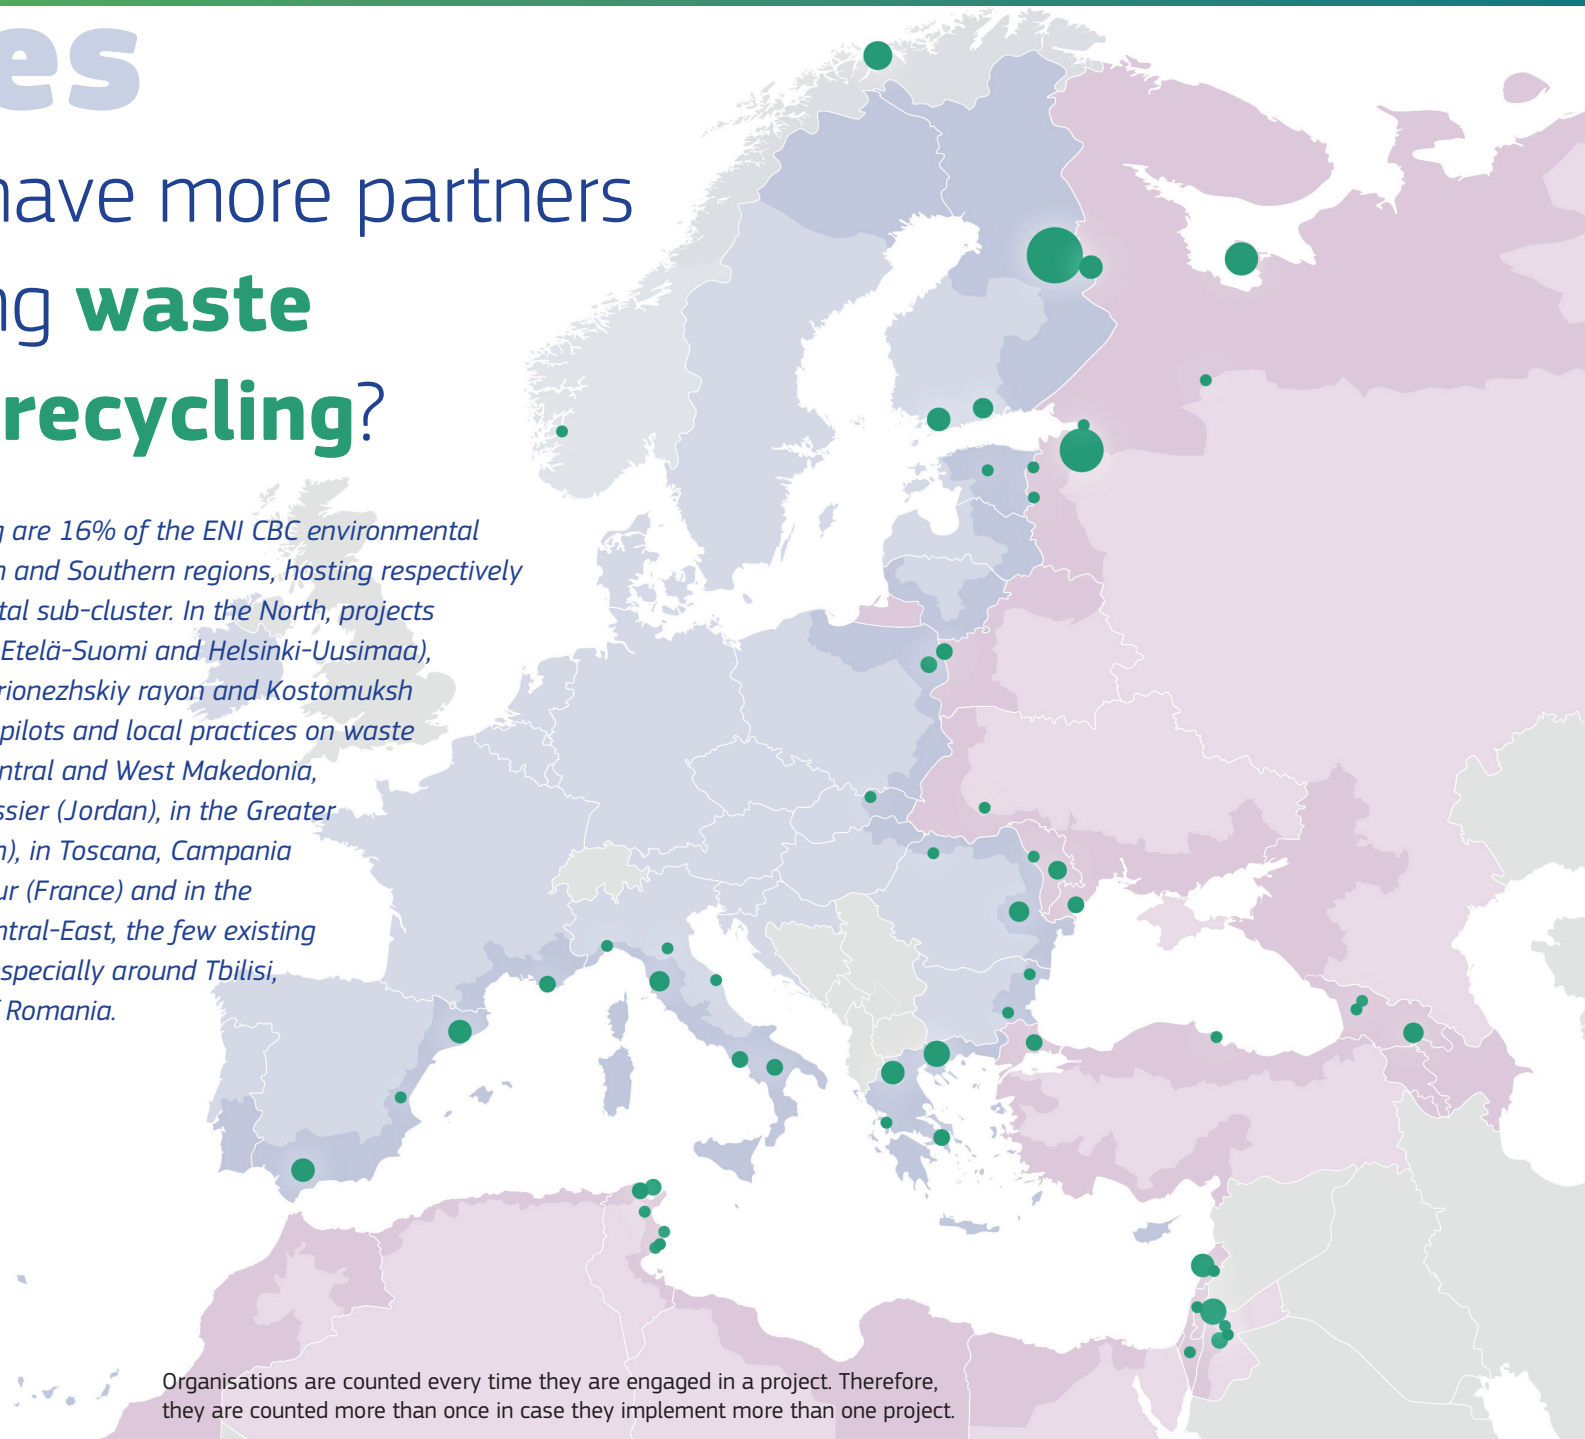 es
have more partners
ng waste
recycling?
g are 16% of the ENI CBC environmental
n and Southern regions, hosting respectively
tal sub-cluster. In the North, projects
Etelä-Suomi and Helsinki-Uusimaa),
rionezhskiy rayon and Kostomuksh
pilots and local practices on waste
ntral and West Makedonia,
ssier (Jordan), in the Greater
n), in Toscana, Campania
ur (France) and in the
ntral-East, the few existing
especially around Tbilisi,
f Romania.
Organisations are counted every time they are engaged in a project. Therefore,
they are counted more than once in case they implement more than one project.